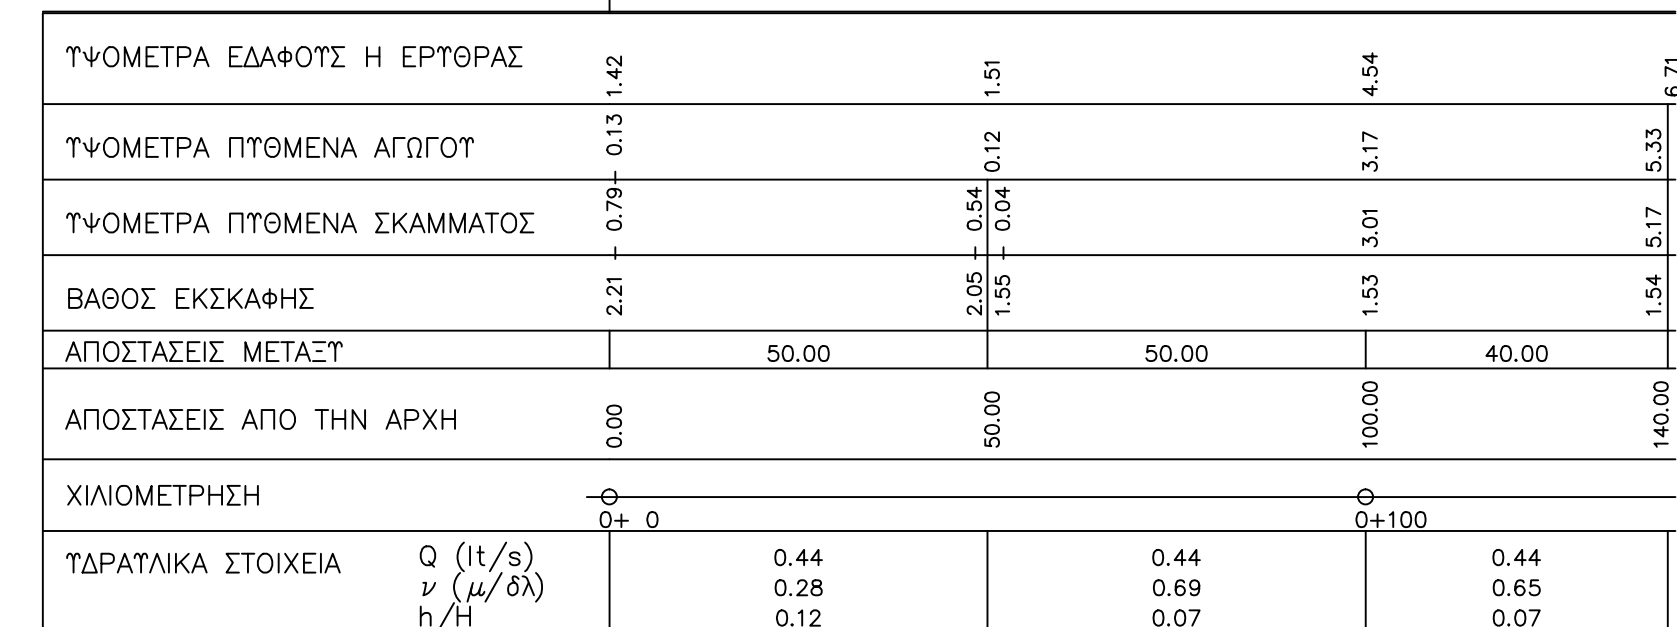 ΥΨΟΜΕΤΡΑ ΕΔΑΦΟΥΣ Η ΕΡΥΘΡΑΣ 1.42 1.51 4.54 6.71
ΥΨΟΜΕΤΡΑ ΠΥΘΜΕΝΑ ΑΓΩΓΟΥ - 0.13 0.12 3.17 5.33
ΥΨΟΜΕΤΡΑ ΠΥΘΜΕΝΑ ΣΚΑΜΜΑΤΟΣ - 0.79 - 0.54 - 0.04 3.01 5.17
ΒΑΘΟΣ ΕΚΣΚΑΦΗΣ 2.21 2.05 1.55 1.53 1.54
ΑΠΟΣΤΑΣΕΙΣ ΜΕΤΑΞΥ 50.00 50.00 40.00
ΑΠΟΣΤΑΣΕΙΣ ΑΠΟ ΤΗΝ ΑΡΧΗ 0.00 50.00 100.00 140.00
ΧΙΛΙΟΜΕΤΡΗΣΗ
0+ 0 0+100
ΥΔΡΑΥΛΙΚΑ ΣΤΟΙΧΕΙΑ Q (lt/s) 0.44 0.44 0.44
ν (μ/δλ) 0.28 0.69 0.65
h/H 0.12 0.07 0.07